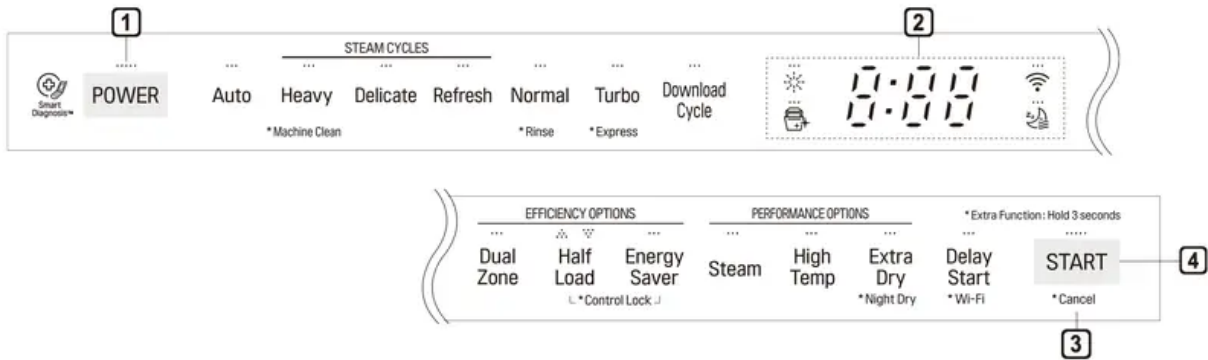 1
2
STEAM CYCLES
Smart
Diagnosis™
POWER
Auto
Heavy
Delicate
Refresh
Normal
Turbo
Download
Cycle
8:88
* Machine Clean
* Rinse
* Express
EFFICIENCY OPTIONS
PERFORMANCE OPTIONS
* Extra Function : Hold 3 seconds
Dual
Zone
Half
Load
Energy
Saver
Steam
High
Temp
Extra
Dry
Delay
Start
START
4
* Control Lock
* Night Dry
* Wi-Fi
* Cancel
3